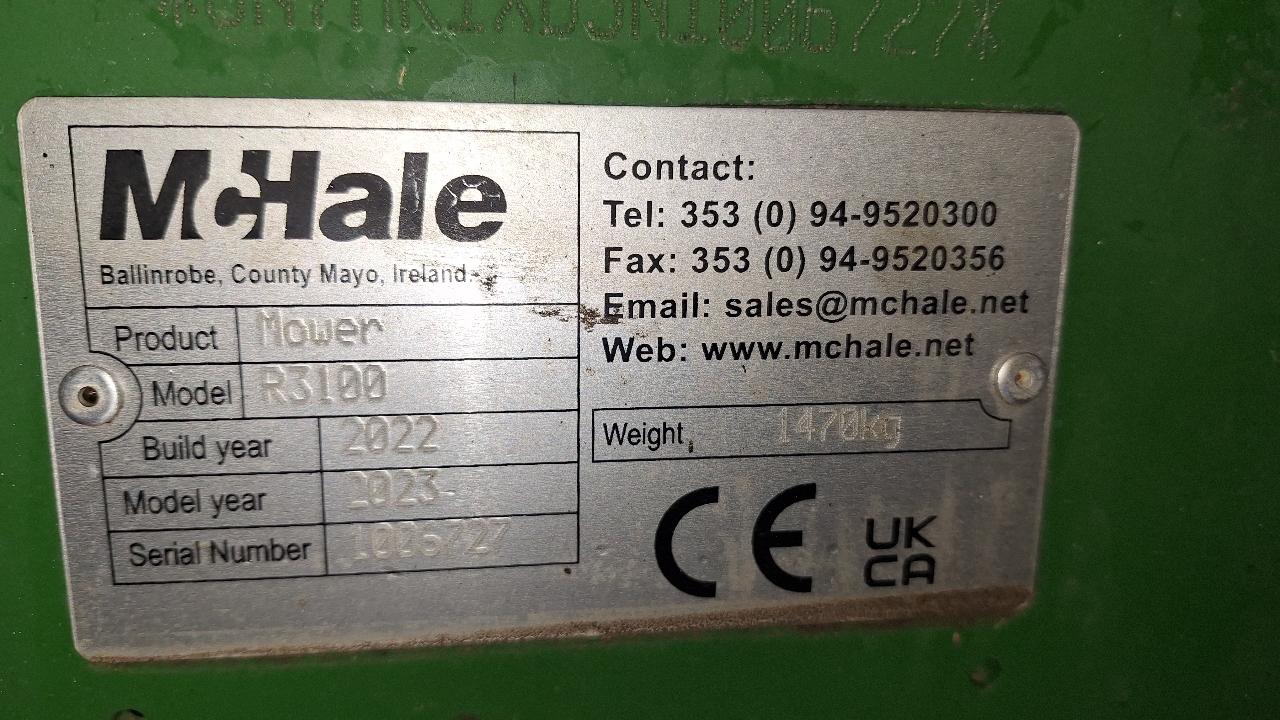 McHale
Ballinrobe, County Mayo, Ireland.
Product Mower
Model R3100
Build year 2022
Model year 2023
Serial Number 1006727
Contact:
Tel: 353 (0) 94-9520300
Fax: 353 (0) 94-9520356
Email: sales@mchale.net
Web: www.mchale.net
Weight 1470kg
CE
UK
CA